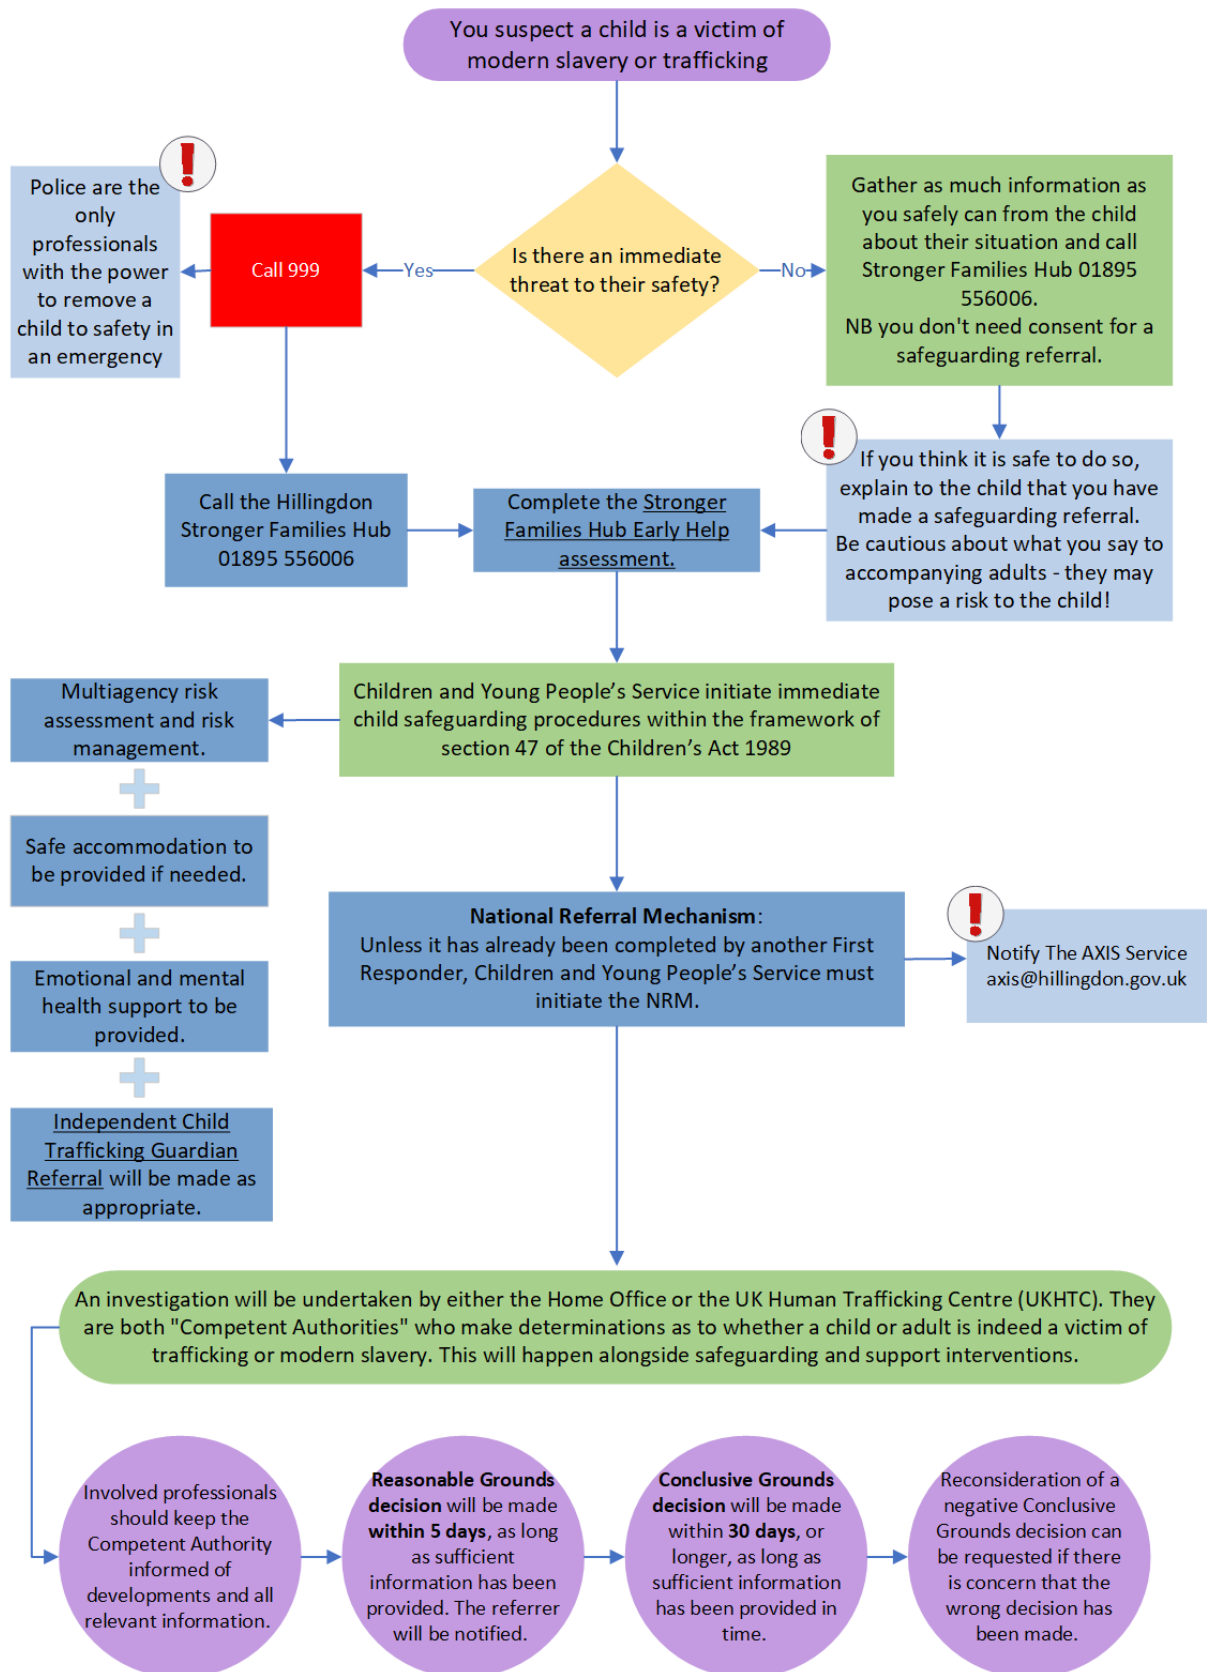 You suspect a child is a victim of
modern slavery or trafficking
Police are the
only
professionals
with the power
to remove a
child to safety in
an emergency
Call 999
Yes
Is there an immediate
threat to their safety?
No
Gather as much information as
you safely can from the child
about their situation and call
Stronger Families Hub 01895
556006.
NB you don't need consent for a
safeguarding referral.
Call the Hillingdon
Stronger Families Hub
01895 556006
Complete the Stronger
Families Hub Early Help
assessment.
If you think it is safe to do so,
explain to the child that you have
made a safeguarding referral.
Be cautious about what you say to
accompanying adults - they may
pose a risk to the child!
Multiagency risk
assessment and risk
management.
Children and Young People’s Service initiate immediate
child safeguarding procedures within the framework of
section 47 of the Children’s Act 1989
Safe accommodation to
be provided if needed.
Emotional and mental
health support to be
provided.
Independent Child
Trafficking Guardian
Referral will be made as
appropriate.
National Referral Mechanism:
Unless it has already been completed by another First
Responder, Children and Young People’s Service must
initiate the NRM.
Notify The AXIS Service
axis@hillingdon.gov.uk
An investigation will be undertaken by either the Home Office or the UK Human Trafficking Centre (UKHTC). They
are both "Competent Authorities" who make determinations as to whether a child or adult is indeed a victim of
trafficking or modern slavery. This will happen alongside safeguarding and support interventions.
Involved professionals
should keep the
Competent Authority
informed of
developments and all
relevant information.
Reasonable Grounds
decision will be made
within 5 days, as long
as sufficient
information has been
provided. The referrer
will be notified.
Conclusive Grounds
decision will be made
within 30 days, or
longer, as long as
sufficient information
has been provided in
time.
Reconsideration of a
negative Conclusive
Grounds decision can
be requested if there
is concern that the
wrong decision has
been made.